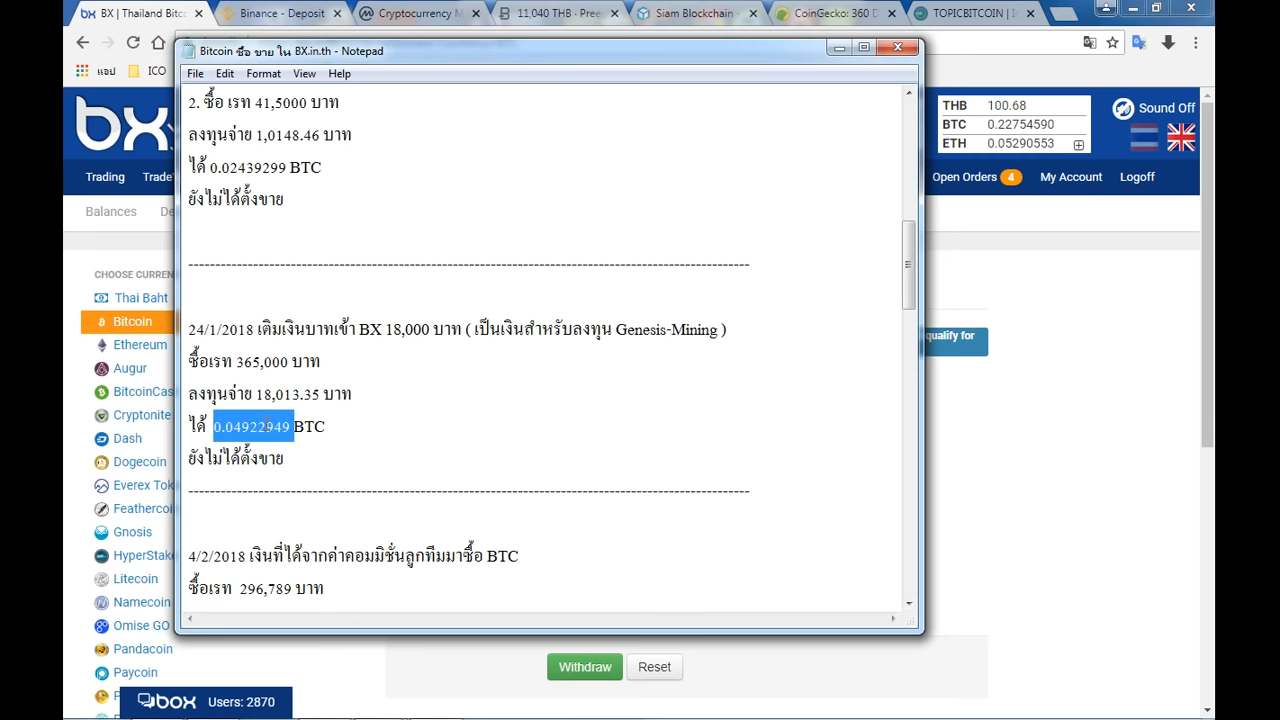 BX | Thailand Bitc
Binance - Deposit
Cryptocurrency M
11,040 THB - Pree
Siam Blockchain -
CoinGecko: 360 D
TOPICBITCOIN | I
แอป
ICO
Bitcoin ซื้อ ขาย ใน BX.in.th - Notepad
File Edit Format View Help
2. ซื้อ เรท 41,5000 บาท
ลงทุนจ่าย 1,0148.46 บาท
ได้ 0.02439299 BTC
ยังไม่ได้ตั้งขาย
----------------------------------------------------------------------------------------------------
24/1/2018 เติมเงินบาทเข้า BX 18,000 บาท ( เป็นเงินสำหรับลงทุน Genesis-Mining )
ซื้อเรท 365,000 บาท
ลงทุนจ่าย 18,013.35 บาท
ได้ 0.04922949 BTC
ยังไม่ได้ตั้งขาย
----------------------------------------------------------------------------------------------------
4/2/2018 เงินที่ได้จากค่าคอมมิชั่นลูกทีมมาซื้อ BTC
ซื้อเรท 296,789 บาท
bx
THB 100.68
BTC 0.22754590
ETH 0.05290553
Sound Off
Trading
Trade
Open Orders 4
My Account
Logoff
Balances
De
CHOOSE CURREN
Thai Baht
Bitcoin
Ethereum
Augur
BitcoinCas
Cryptonite
Dash
Dogecoin
Everex Tok
Feathercoi
Gnosis
HyperStake
Litecoin
Namecoin
Omise GO
Pandacoin
Paycoin
P
qualify for
Withdraw
Reset
box Users: 2870